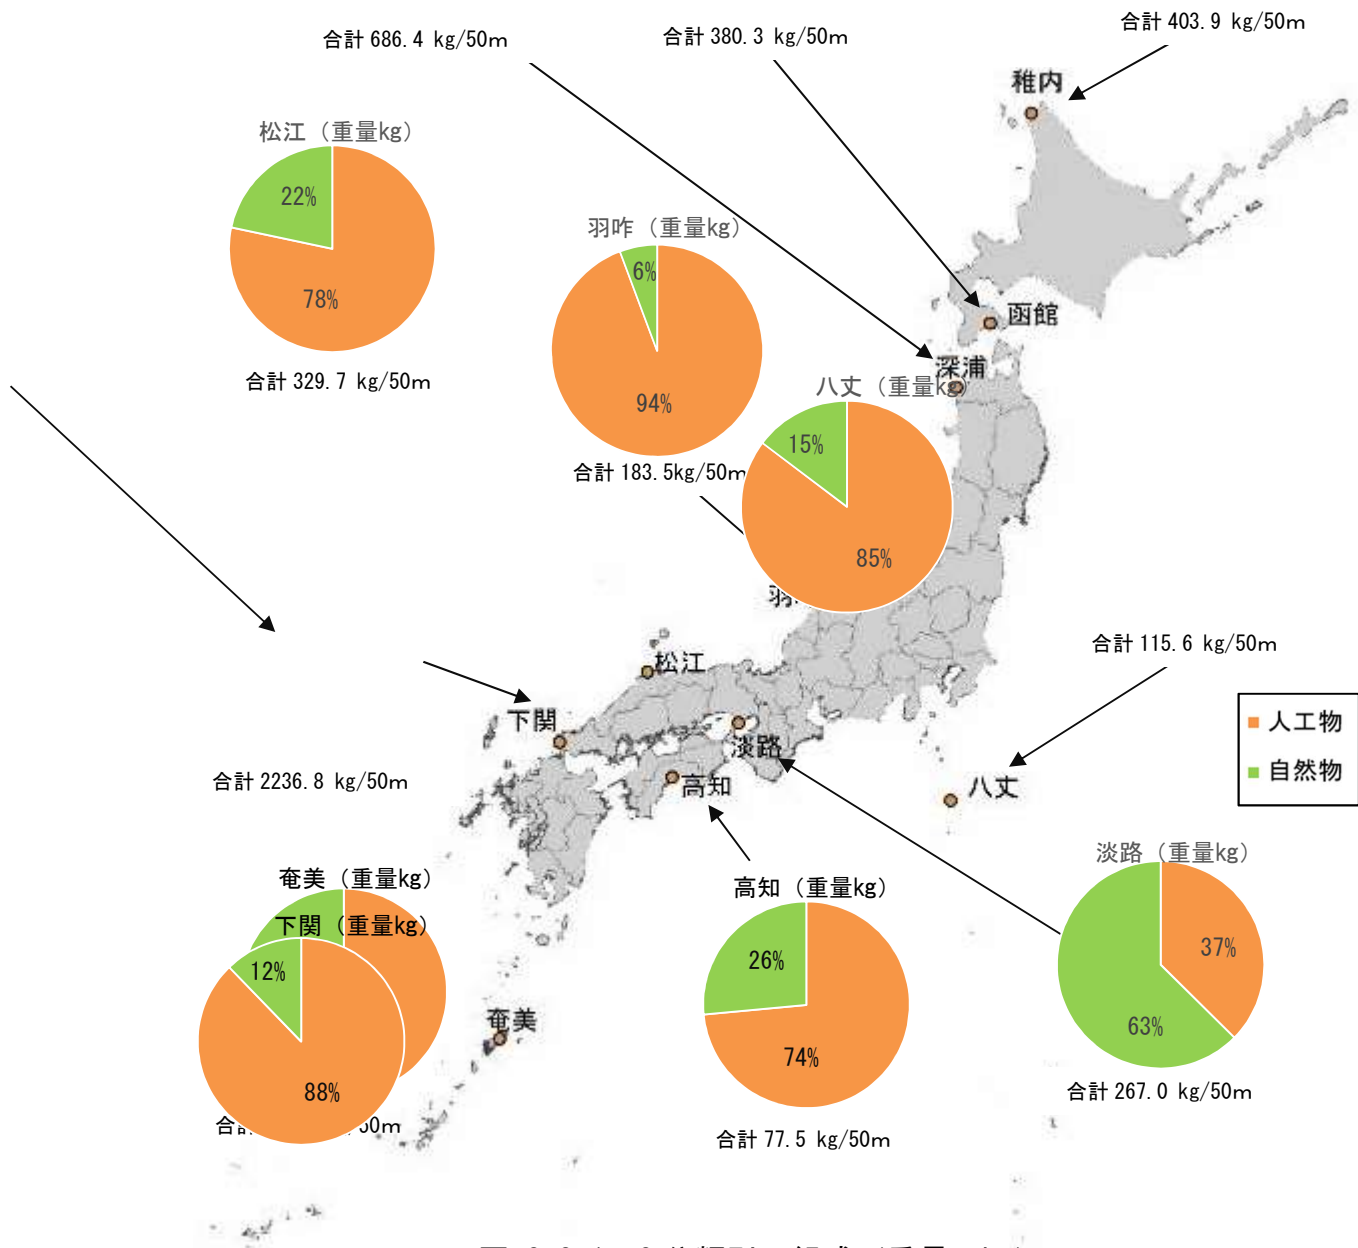 合計 403.9 kg/50m
合計 686.4 kg/50m
合計 380.3 kg/50m
稚内
松江（重量kg）
22%
78%
合計 329.7 kg/50m
羽咋（重量kg）
6%
94%
合計 183.5kg/50m
函館
深浦
八丈（重量kg）
15%
85%
羽
松江
合計 115.6 kg/50m
下関
淡路
高知
八丈
人工物
自然物
合計 2236.8 kg/50m
奄美（重量kg）
下関（重量kg）
12%
88%
奄美
高知（重量kg）
26%
74%
合計 77.5 kg/50m
淡路（重量kg）
37%
63%
合計 267.0 kg/50m